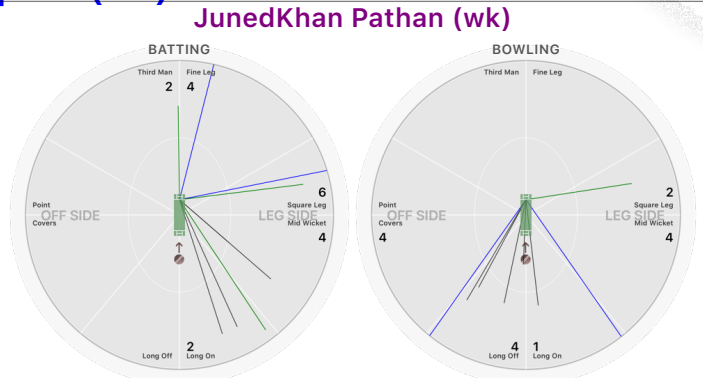 JunedKhan Pathan (wk)
BATTING
Third Man Fine Leg
2 4
6
Point Square Leg
OFF SIDE LEG SIDE
Covers Mid Wicket
4
2
Long Off Long On
BOWLING
Third Man Fine Leg
2
Point Square Leg
OFF SIDE LEG SIDE
Covers Mid Wicket
4 4
4 1
Long Off Long On